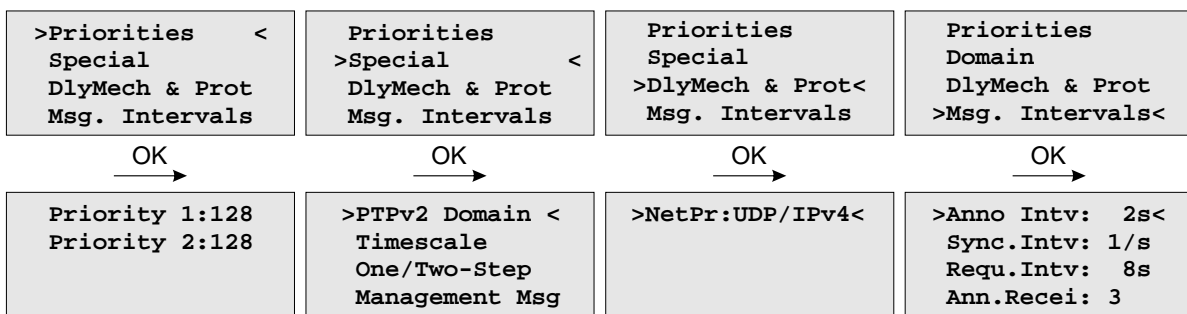 >Priorities <
Special
DlyMech & Prot
Msg. Intervals
Priorities
>Special <
DlyMech & Prot
Msg. Intervals
Priorities
Special
>DlyMech & Prot<
Msg. Intervals
Priorities
Domain
DlyMech & Prot
>Msg. Intervals<
OK
OK
OK
OK
Priority 1:128
Priority 2:128
>PTPv2 Domain <
Timescale
One/Two-Step
Management Msg
>NetPr:UDP/IPv4<
>Anno Intv: 2s<
Sync.Intv: 1/s
Requ.Intv: 8s
Ann.Recei: 3